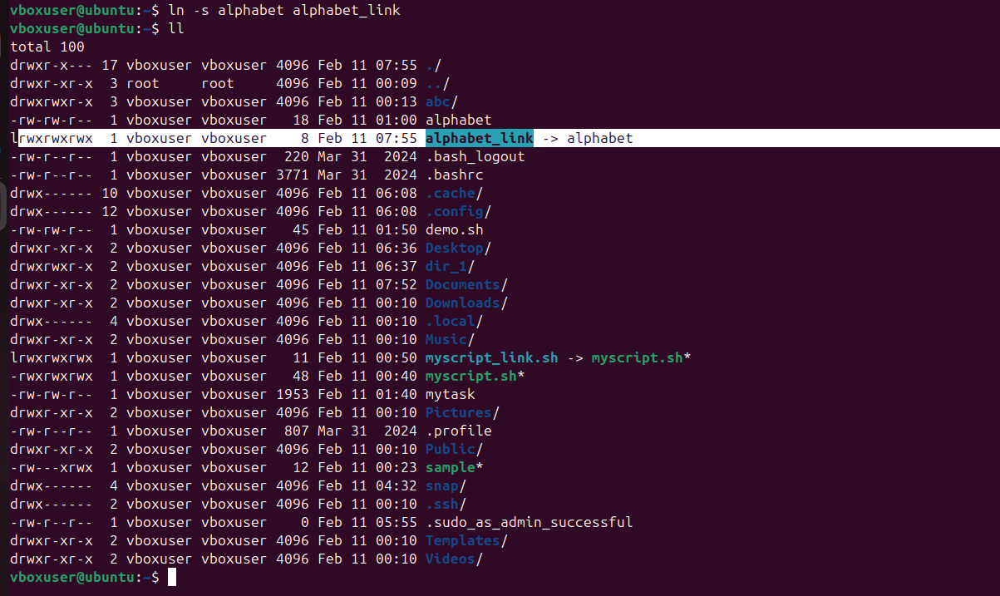 vboxuser@ubuntu:~$ ln -s alphabet alphabet_link
vboxuser@ubuntu:~$ ll
total 100
drwxr-x--- 17 vboxuser vboxuser 4096 Feb 11 07:55 ./
drwxr-xr-x  3 root     root     4096 Feb 11 00:09 ../
drwxrwxr-x  3 vboxuser vboxuser 4096 Feb 11 00:13 abc/
-rw-rw-r--  1 vboxuser vboxuser   18 Feb 11 01:00 alphabet
lrwxrwxrwx  1 vboxuser vboxuser    8 Feb 11 07:55 alphabet_link -> alphabet
-rw-r--r--  1 vboxuser vboxuser  220 Mar 31  2024 .bash_logout
-rw-r--r--  1 vboxuser vboxuser 3771 Mar 31  2024 .bashrc
drwx------ 10 vboxuser vboxuser 4096 Feb 11 06:08 .cache/
drwx------ 12 vboxuser vboxuser 4096 Feb 11 06:08 .config/
-rw-rw-r--  1 vboxuser vboxuser   45 Feb 11 01:50 demo.sh
drwxr-xr-x  2 vboxuser vboxuser 4096 Feb 11 06:36 Desktop/
drwxrwxr-x  2 vboxuser vboxuser 4096 Feb 11 06:37 dir_1/
drwxr-xr-x  2 vboxuser vboxuser 4096 Feb 11 07:52 Documents/
drwxr-xr-x  2 vboxuser vboxuser 4096 Feb 11 00:10 Downloads/
drwx------  4 vboxuser vboxuser 4096 Feb 11 00:10 .local/
drwxr-xr-x  2 vboxuser vboxuser 4096 Feb 11 00:10 Music/
lrwxrwxrwx  1 vboxuser vboxuser   11 Feb 11 00:50 myscript_link.sh -> myscript.sh*
-rwxrwxrwx  1 vboxuser vboxuser   48 Feb 11 00:40 myscript.sh*
-rw-rw-r--  1 vboxuser vboxuser 1953 Feb 11 01:40 mytask
drwxr-xr-x  2 vboxuser vboxuser 4096 Feb 11 00:10 Pictures/
-rw-r--r--  1 vboxuser vboxuser  807 Mar 31  2024 .profile
drwxr-xr-x  2 vboxuser vboxuser 4096 Feb 11 00:10 Public/
-rw---xrwx  1 vboxuser vboxuser   12 Feb 11 00:23 sample*
drwx------  4 vboxuser vboxuser 4096 Feb 11 04:32 snap/
drwx------  2 vboxuser vboxuser 4096 Feb 11 00:10 .ssh/
-rw-r--r--  1 vboxuser vboxuser    0 Feb 11 05:55 .sudo_as_admin_successful
drwxr-xr-x  2 vboxuser vboxuser 4096 Feb 11 00:10 Templates/
drwxr-xr-x  2 vboxuser vboxuser 4096 Feb 11 00:10 Videos/
vboxuser@ubuntu:~$